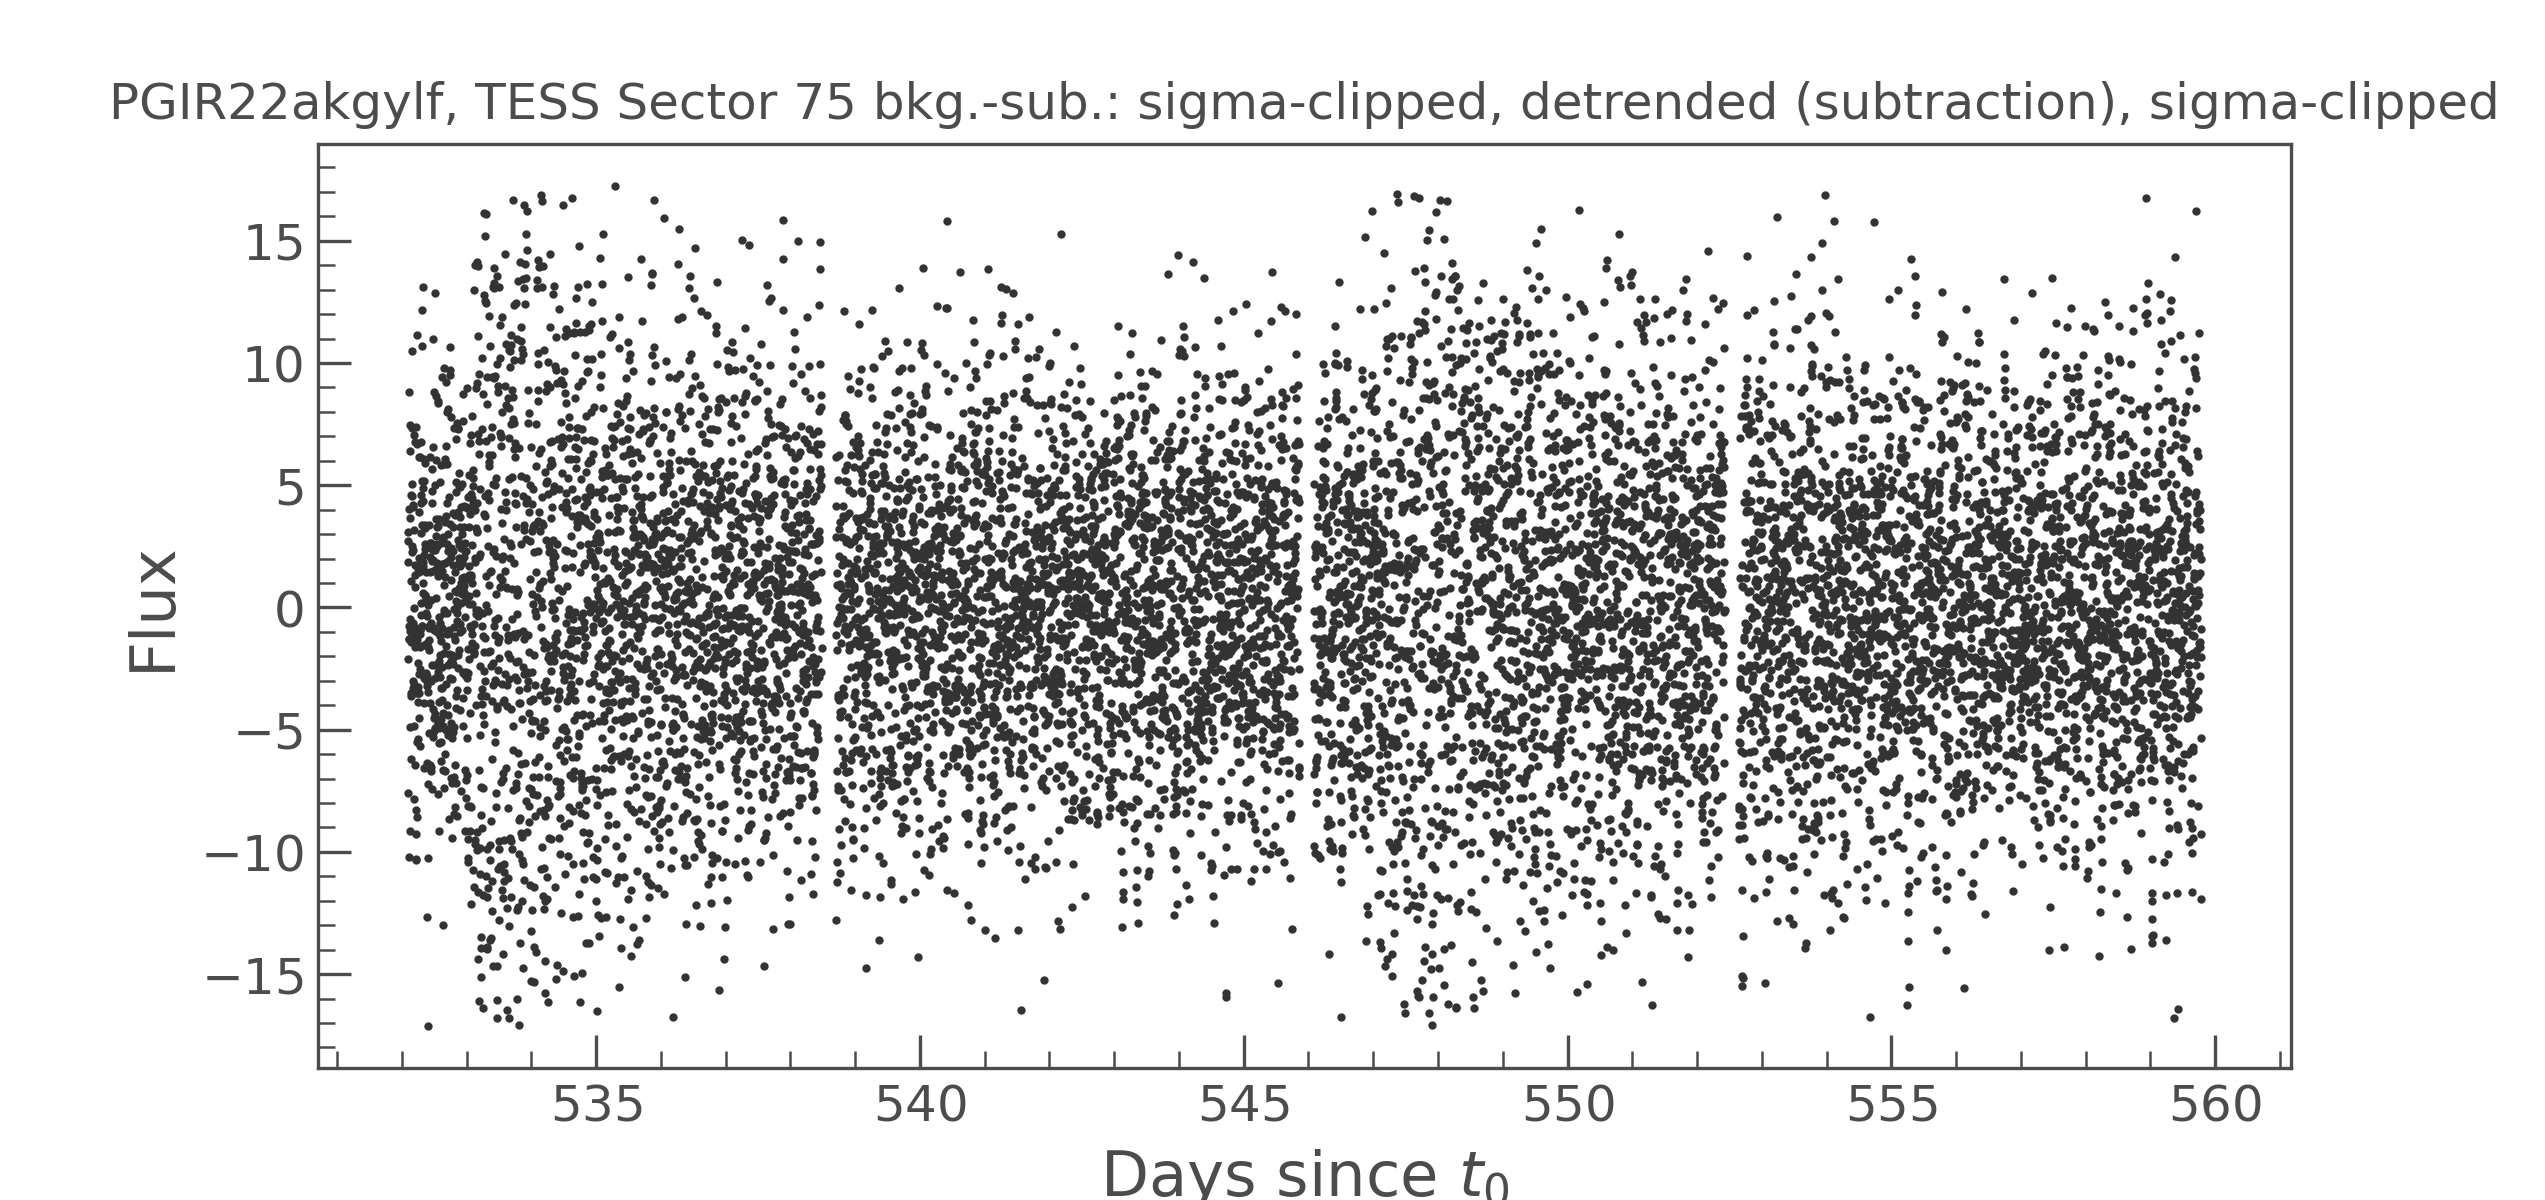 PGIR22akgylf, TESS Sector 75 bkg.-sub.: sigma-clipped, detrended (subtraction), sigma-clipped
15
10
5
0
−5
−10
−15
Flux
535 540 545 550 555 560
Days since t₀